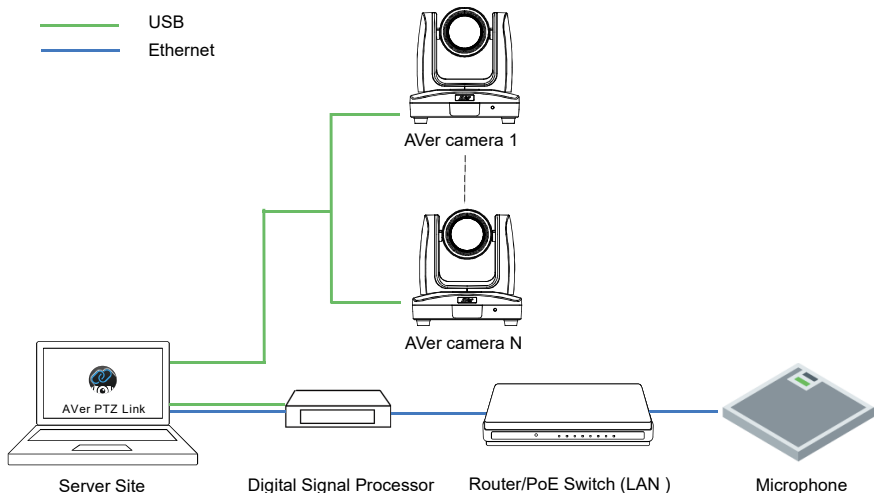 USB
Ethernet
AVer camera 1
AVer camera N
AVer PTZ Link
Server Site
Digital Signal Processor
Router/PoE Switch (LAN )
Microphone